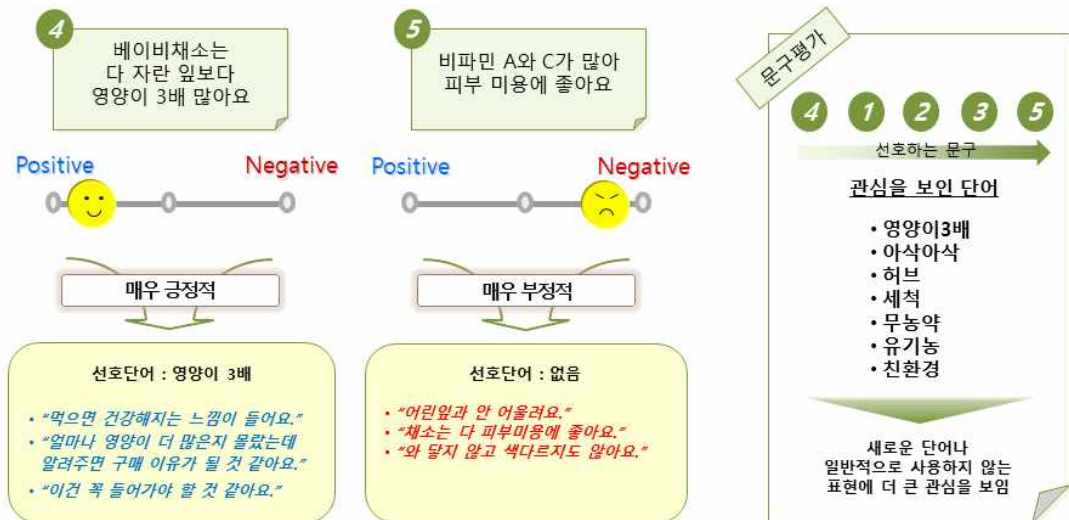 4
베이비채소는
다 자란 잎보다
영양이 3배 많아요
Positive
Negative
매우 긍정적
선호단어 : 영양이 3배
• “먹으면 건강해지는 느낌이 들어요.”
• “얼마나 영양이 더 많은지 몰랐는데
알려주면 구매 이유가 될 것 같아요.”
• “이건 꼭 들어가야 할 것 같아요.”
5
비파민 A와 C가 많아
피부 미용에 좋아요
Positive
Negative
매우 부정적
선호단어 : 없음
• “어린잎과 안 어울려요.”
• “채소는 다 피부미용에 좋아요.”
• “와 닿지 않고 색다르지도 않아요.”
문구평가
4 1 2 3 5
선호하는 문구
관심을 보인 단어
• 영양이3배
• 아삭아삭
• 허브
• 세척
• 무농약
• 유기농
• 친환경
새로운 단어나
일반적으로 사용하지 않는
표현에 더 큰 관심을 보임